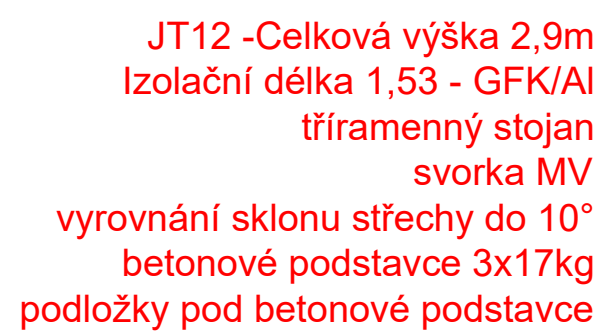 JT12 -Celková výška 2,9m
Izolační délka 1,53 - GFK/Al
tříramenný stojan
svorka MV
vyrovnání sklonu střechy do 10°
betonové podstavce 3x17kg
podložky pod betonové podstavce